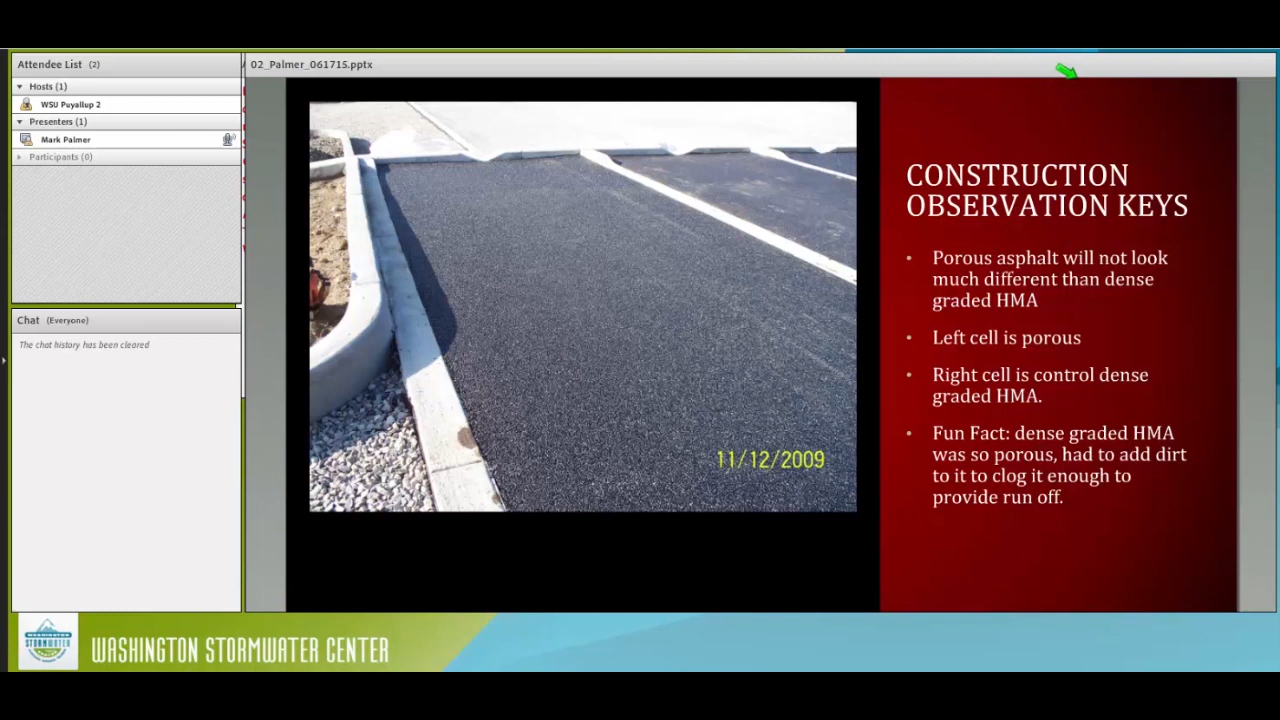 Attendee List (2)
Hosts (1)
WSU Puyallup 2
Presenters (1)
Mark Palmer
Participants (0)
Chat (Everyone)
The chat history has been cleared
02_Palmer_061715.pptx
11/12/2009
CONSTRUCTION
OBSERVATION KEYS
• Porous asphalt will not look
much different than dense
graded HMA
• Left cell is porous
• Right cell is control dense
graded HMA.
• Fun Fact: dense graded HMA
was so porous, had to add dirt
to it to clog it enough to
provide run off.
WASHINGTON
STORMWATER
WASHINGTON STORMWATER CENTER